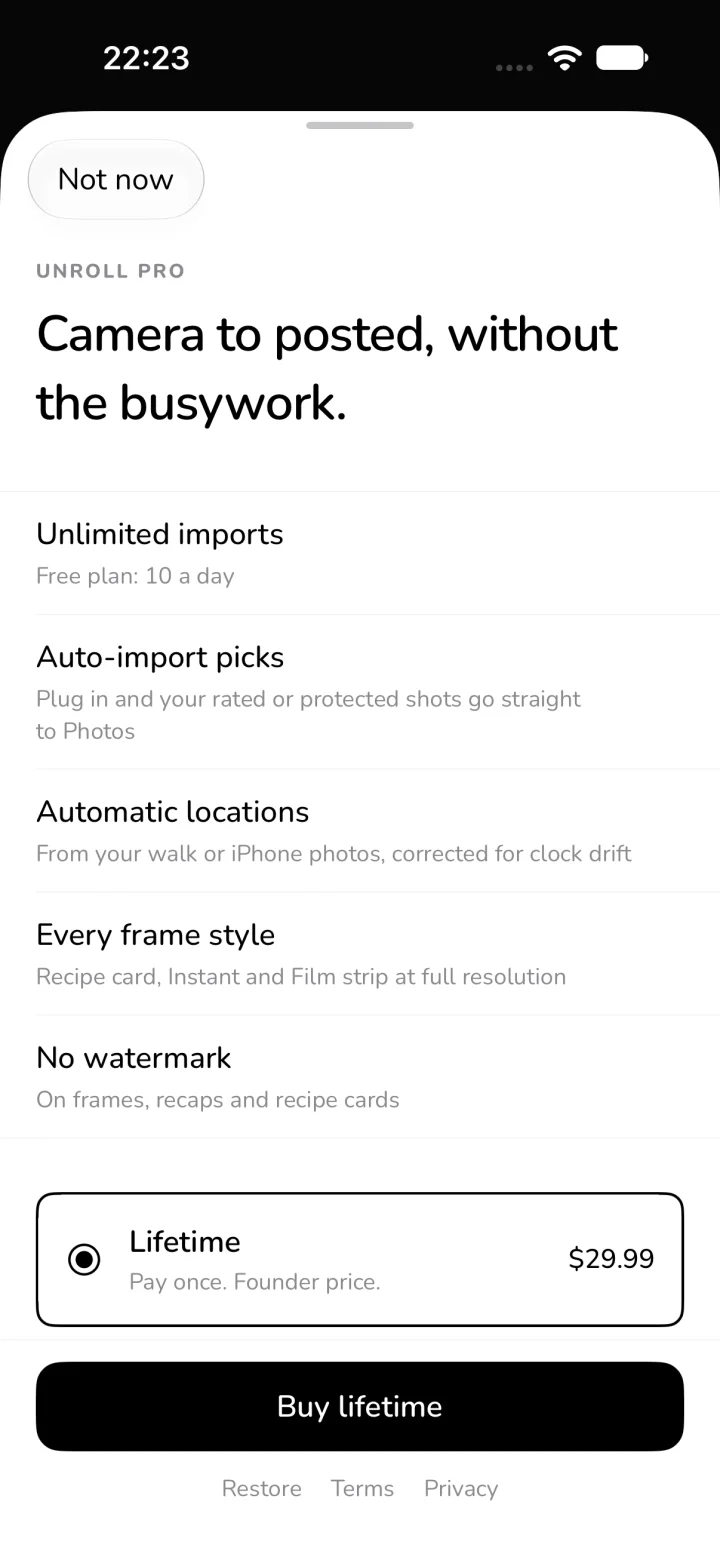 22:23
Not now
UNROLL PRO
Camera to posted, without
the busywork.
Unlimited imports
Free plan: 10 a day
Auto-import picks
Plug in and your rated or protected shots go straight
to Photos
Automatic locations
From your walk or iPhone photos, corrected for clock drift
Every frame style
Recipe card, Instant and Film strip at full resolution
No watermark
On frames, recaps and recipe cards
Lifetime
$29.99
Pay once. Founder price.
Buy lifetime
Restore Terms Privacy